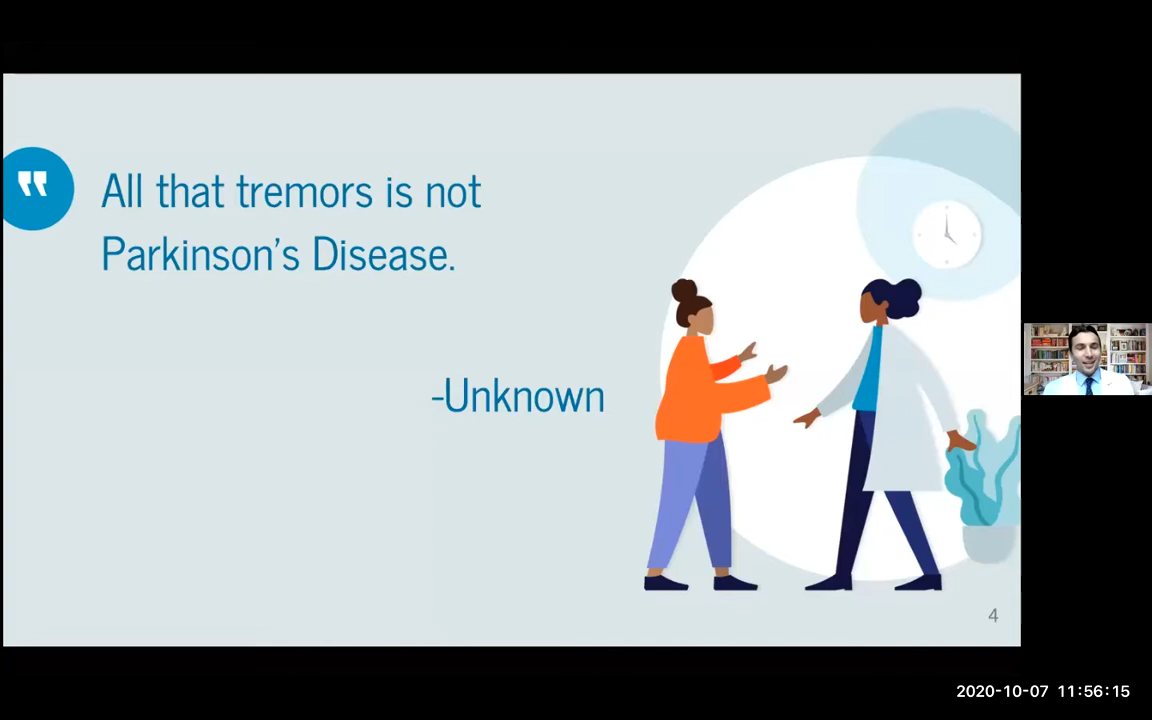 All that tremors is not
Parkinson's Disease.
-Unknown
4
2020-10-07 11:56:15